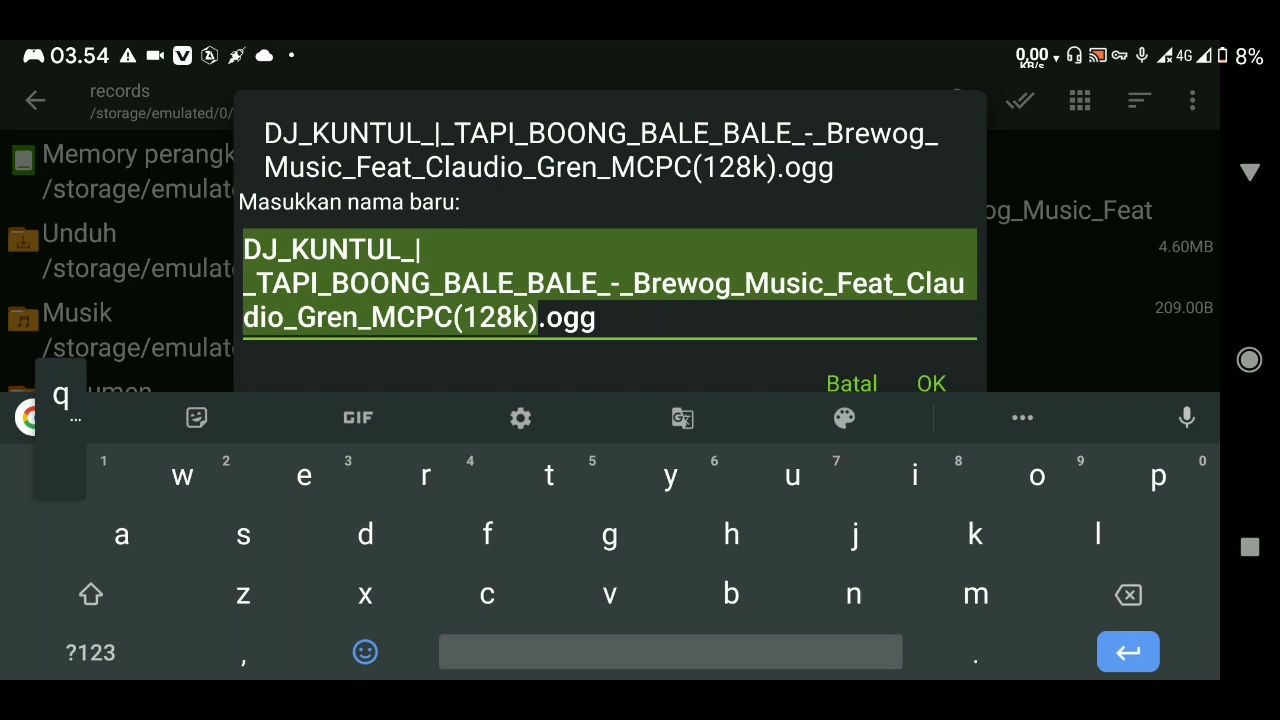 03.54
0,00
KB/s
4G
8%
records
/storage/emulated/0/
DJ_KUNTUL_|_TAPI_BOONG_BALE_BALE_-_Brewog_
Music_Feat_Claudio_Gren_MCPC(128k).ogg
Masukkan nama baru:
DJ_KUNTUL_|
_TAPI_BOONG_BALE_BALE_-_Brewog_Music_Feat_Clau
dio_Gren_MCPC(128k).ogg
Batal OK
Memory perangk
/storage/emulat
Unduh
/storage/emulat
Musik
/storage/emulat
og_Music_Feat
4.60MB
209.00B
GIF
q w e r t y u i o p
1 2 3 4 5 6 7 8 9 0
a s d f g h j k l
z x c v b n m
?123 , .